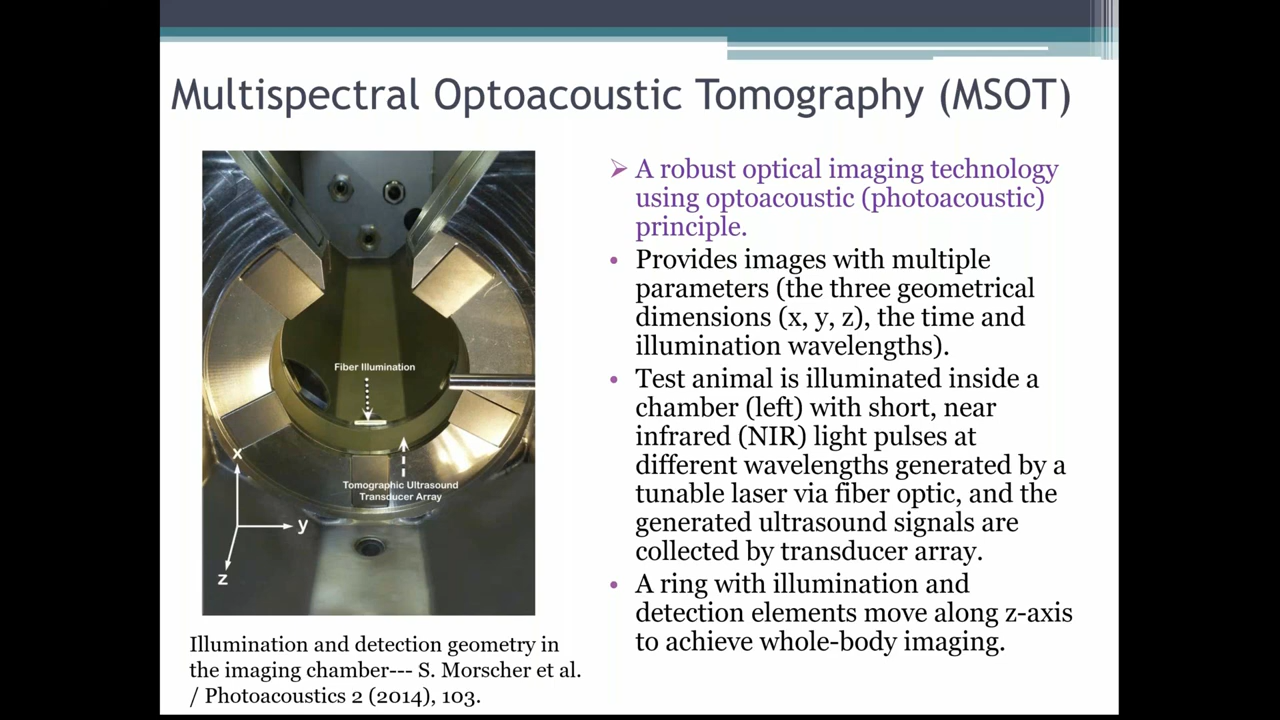 Multispectral Optoacoustic Tomography (MSOT)
Fiber Illumination
Tomographic Ultrasound
Transducer Array
x
y
z
Illumination and detection geometry in
the imaging chamber--- S. Morscher et al.
/ Photoacoustics 2 (2014), 103.
➢ A robust optical imaging technology
using optoacoustic (photoacoustic)
principle.
• Provides images with multiple
parameters (the three geometrical
dimensions (x, y, z), the time and
illumination wavelengths).
• Test animal is illuminated inside a
chamber (left) with short, near
infrared (NIR) light pulses at
different wavelengths generated by a
tunable laser via fiber optic, and the
generated ultrasound signals are
collected by transducer array.
• A ring with illumination and
detection elements move along z-axis
to achieve whole-body imaging.